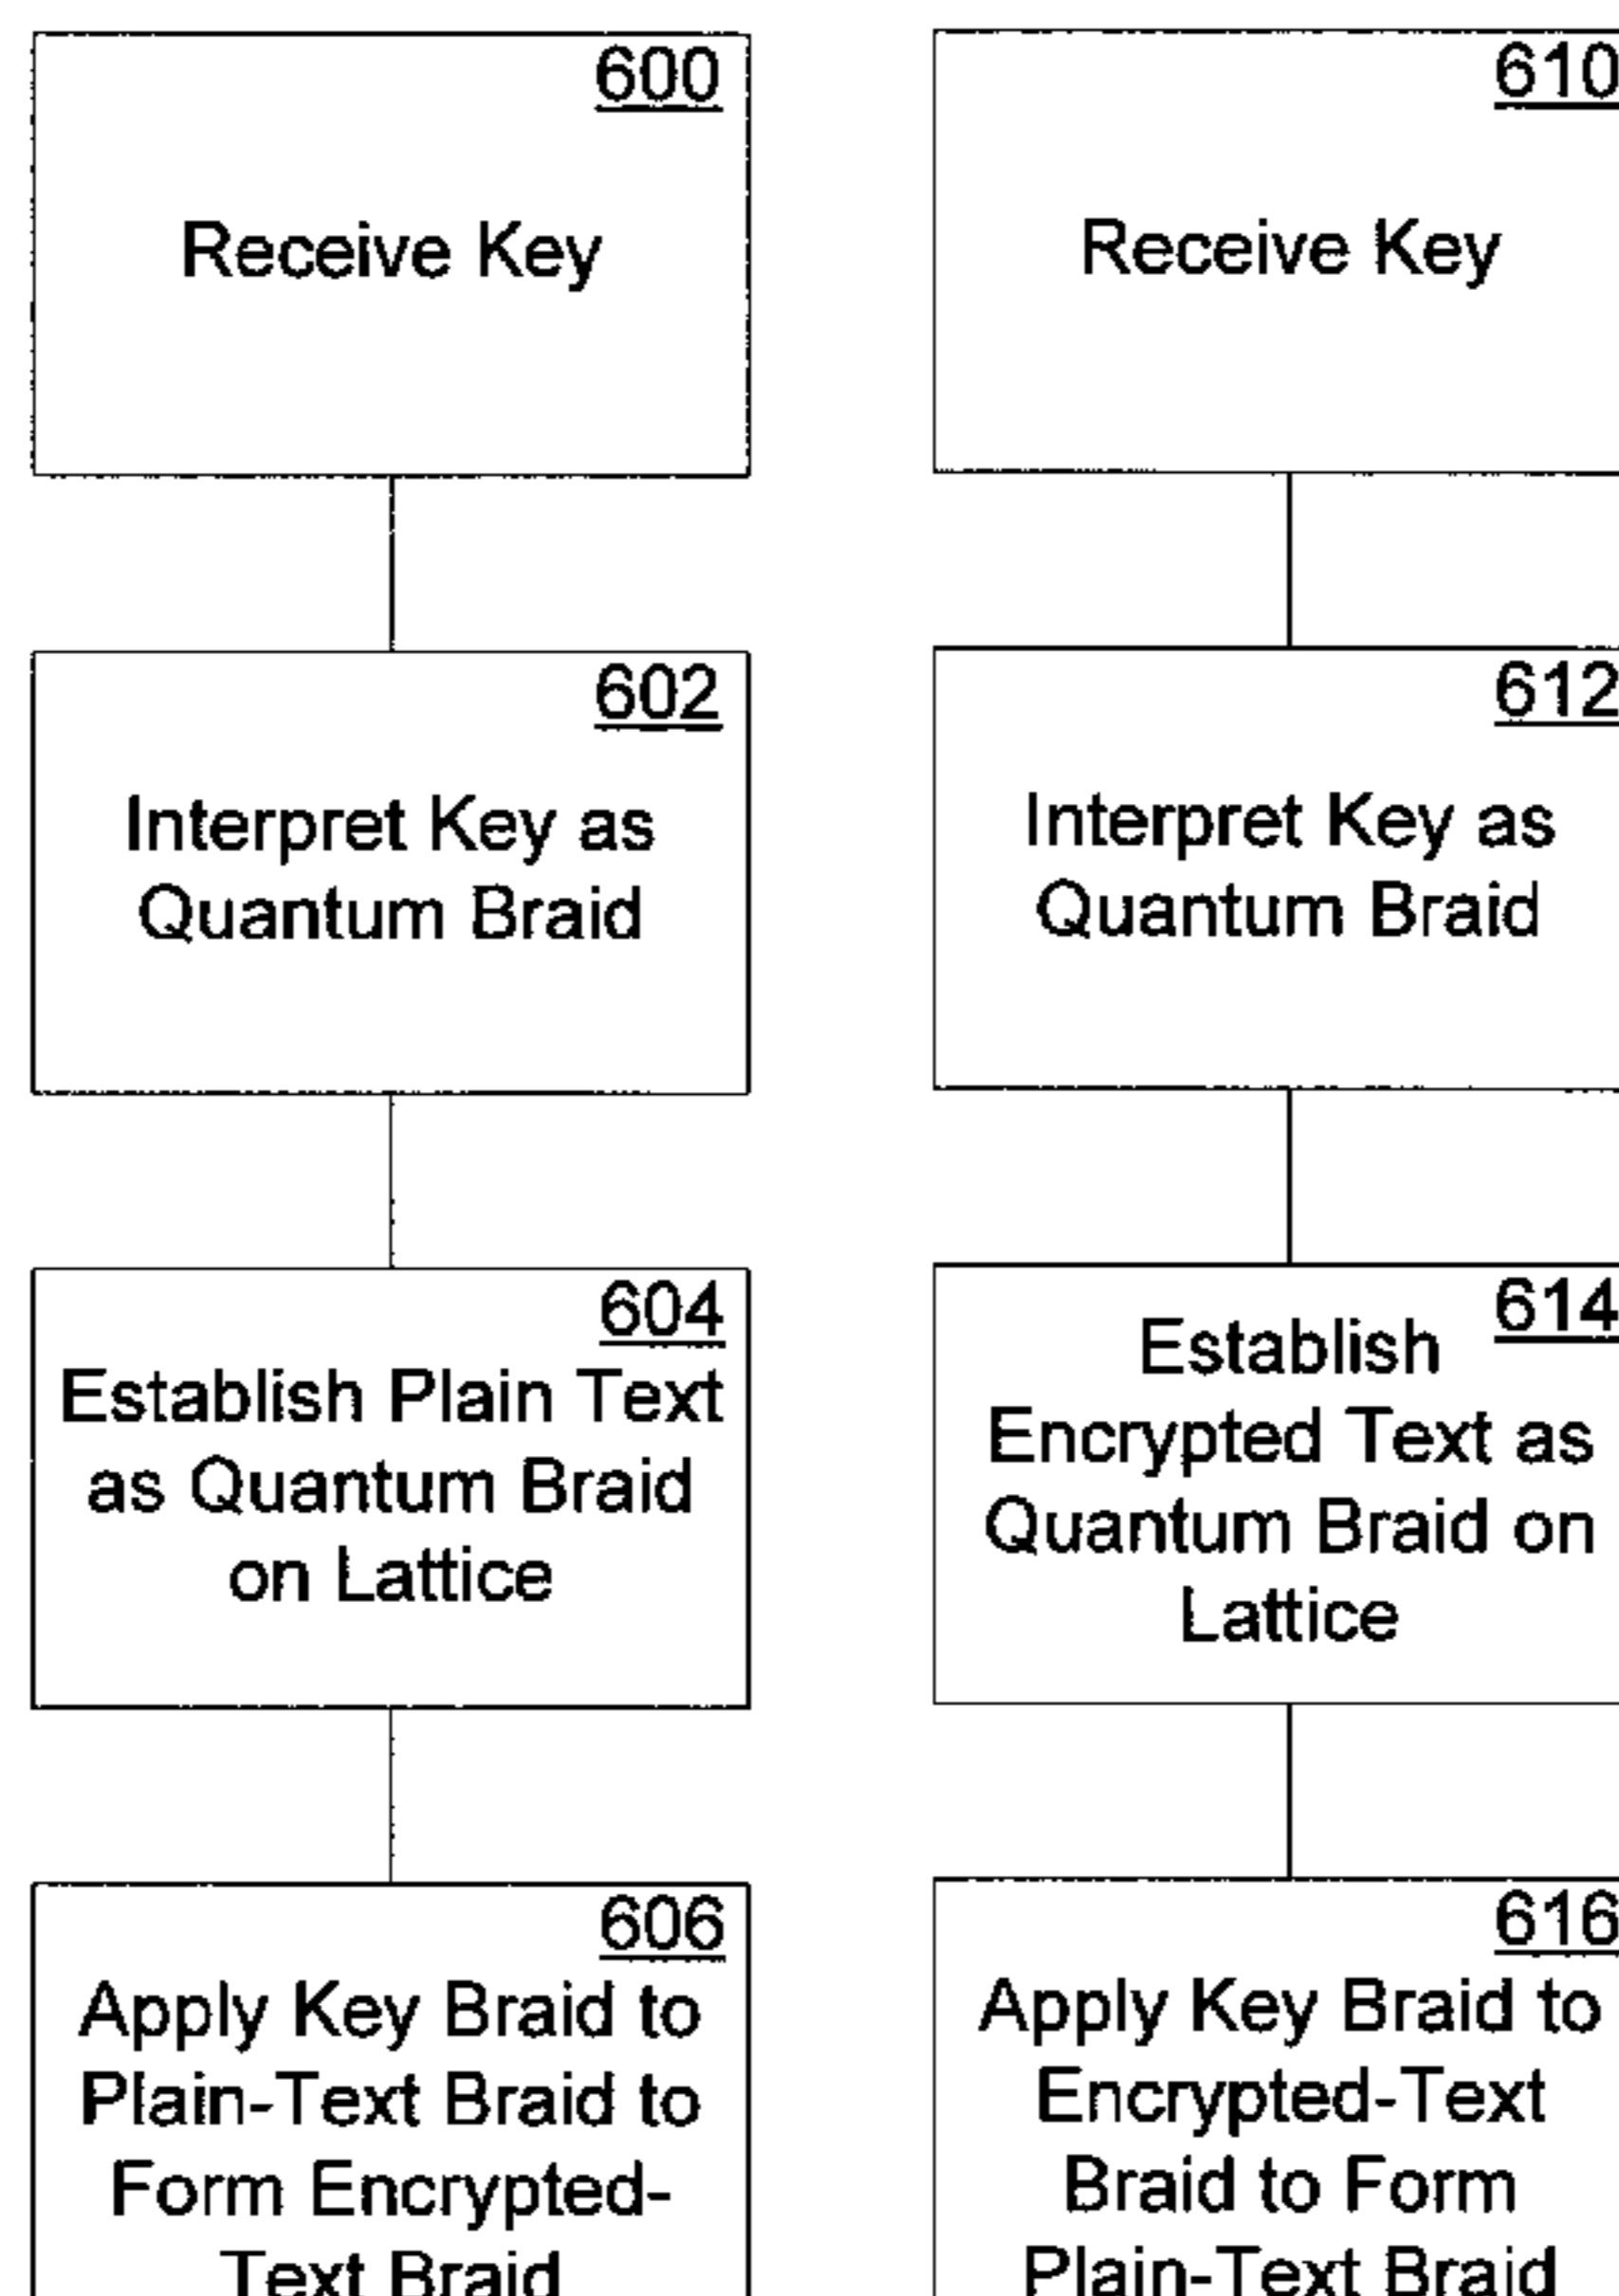 600
Receive Key
602
Interpret Key as
Quantum Braid
604
Establish Plain Text
as Quantum Braid
on Lattice
606
Apply Key Braid to
Plain-Text Braid to
Form Encrypted-
Text Braid
610
Receive Key
612
Interpret Key as
Quantum Braid
614
Establish
Encrypted Text as
Quantum Braid on
Lattice
616
Apply Key Braid to
Encrypted-Text
Braid to Form
Plain-Text Braid